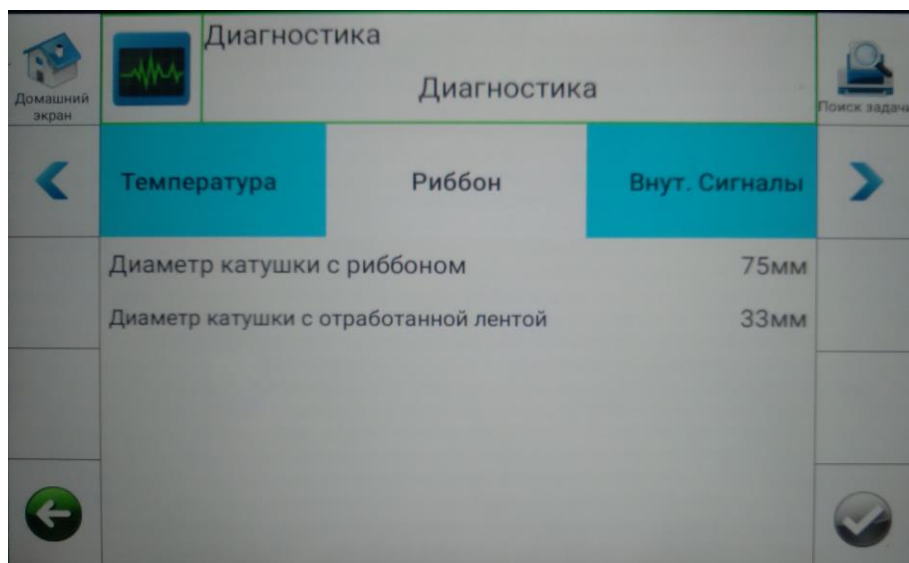 Диагностика
Диагностика
Домашний
экран
Поиск задачи
Температура
Риббон
Внут. Сигналы
Диаметр катушки с риббоном 75мм
Диаметр катушки с отработанной лентой 33мм